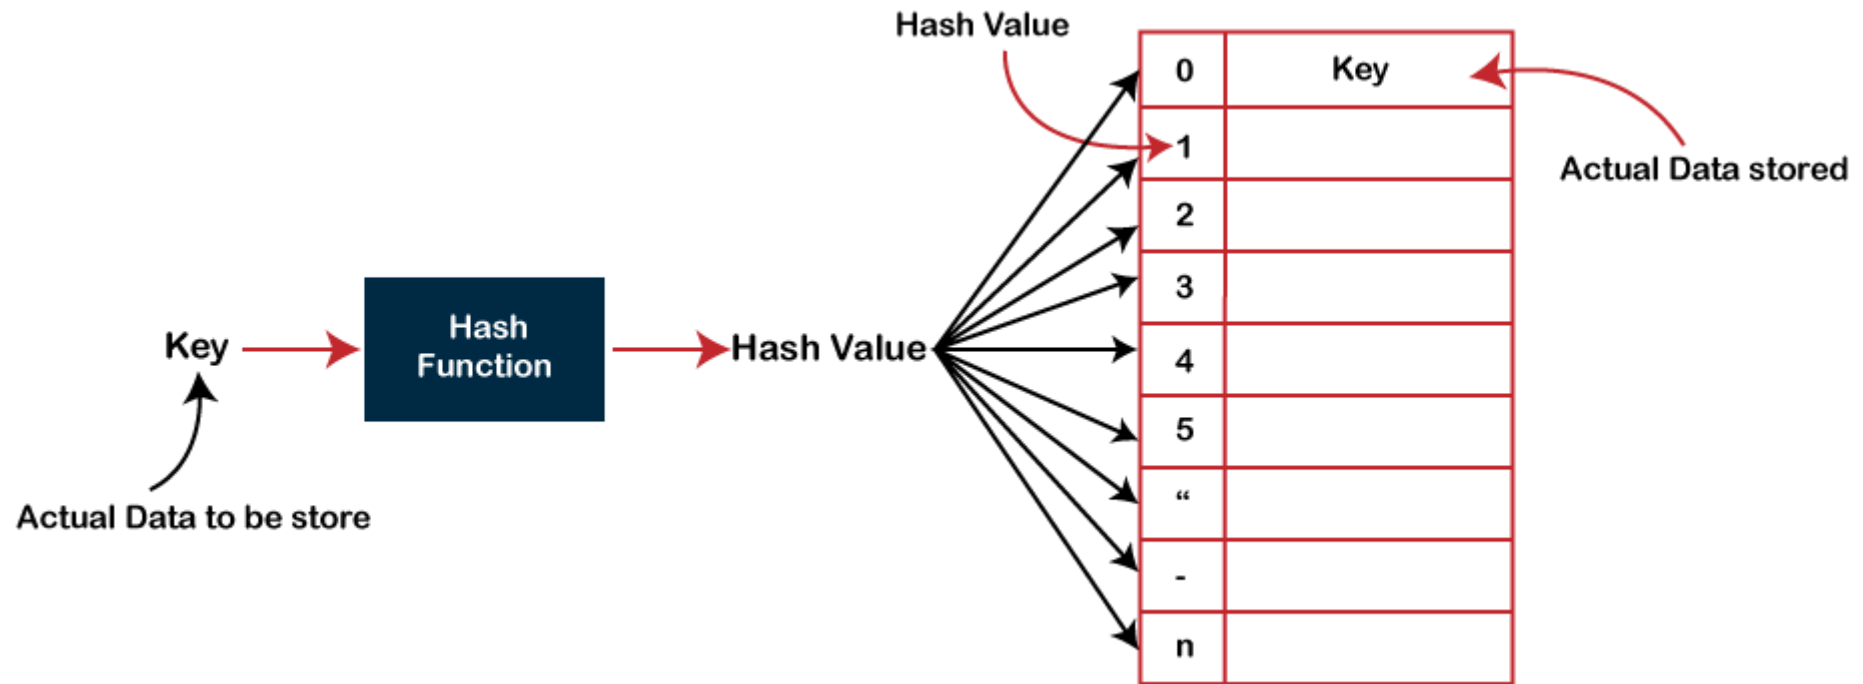 Hash Value
0 Key
1
Actual Data stored
2
3
Hash
Function
Key
Hash Value
4
5
Actual Data to be store
“
-
n